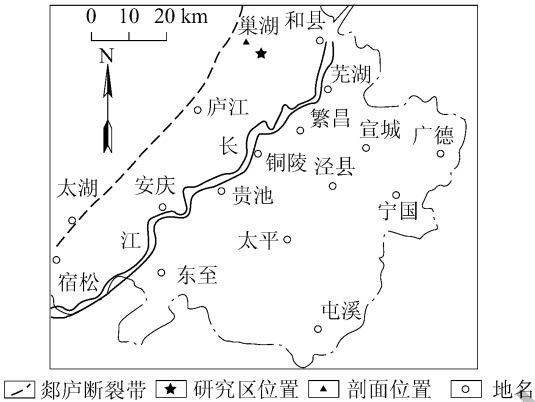 0 10 20 km
N
巢湖
和县
芜湖
庐江
繁昌
宣城
广德
长
铜陵
泾县
太湖
安庆
贵池
宁国
江
太平
宿松
东至
屯溪
郯庐断裂带 研究区位置 剖面位置 地名